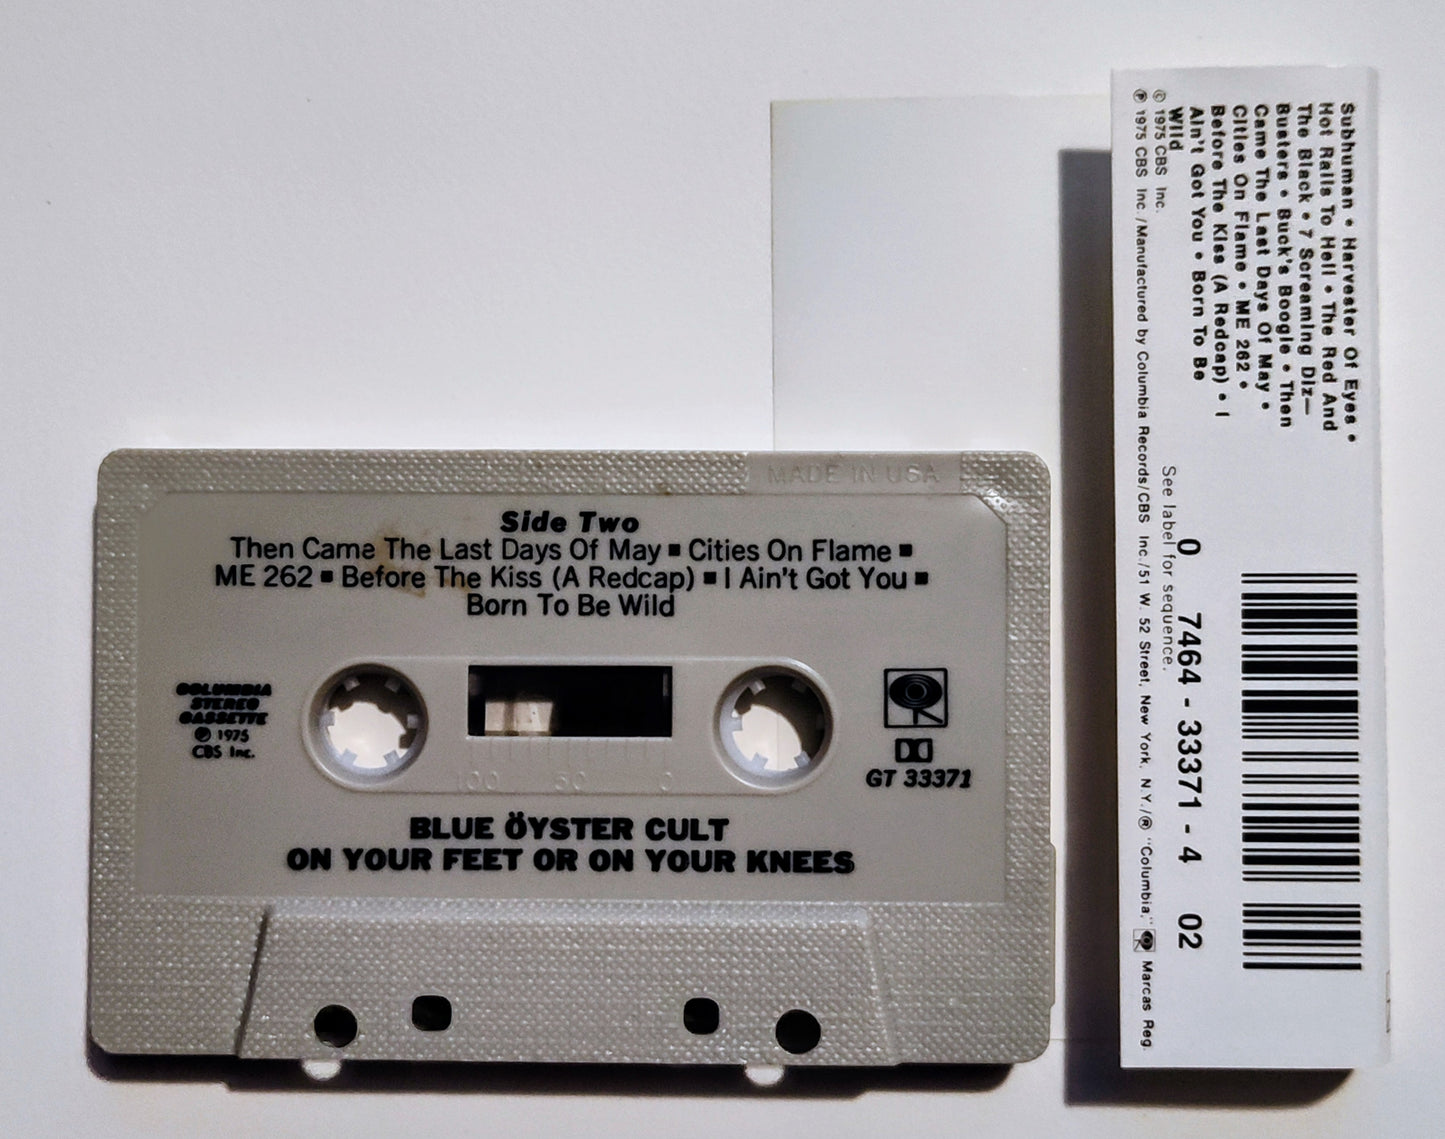 MADE IN USA
Side Two
Then Came The Last Days Of May ▪ Cities On Flame ▪
ME 262 ▪ Before The Kiss (A Redcap) ▪ I Ain't Got You ▪
Born To Be Wild
COLUMBIA
STEREO
CASSETTE
℗ 1975
CBS Inc.
100 50 0
GT 33371
BLUE ÖYSTER CULT
ON YOUR FEET OR ON YOUR KNEES
Subhuman • Harvester Of Eyes •
Hot Rails To Hell • The Red And
The Black • 7 Screaming Diz—
Busters • Buck's Boogie • Then
Came The Last Days Of May •
Cities On Flame • ME 262 •
Before The Kiss (A Redcap) • I
Ain't Got You • Born To Be
Wild
© 1975 CBS Inc.
℗ 1975 CBS Inc./Manufactured by Columbia Records/CBS Inc./51 W. 52 Street, New York, N.Y./® "Columbia," Marcas Reg.
See label for sequence.
0 7464 - 33371 - 4 02